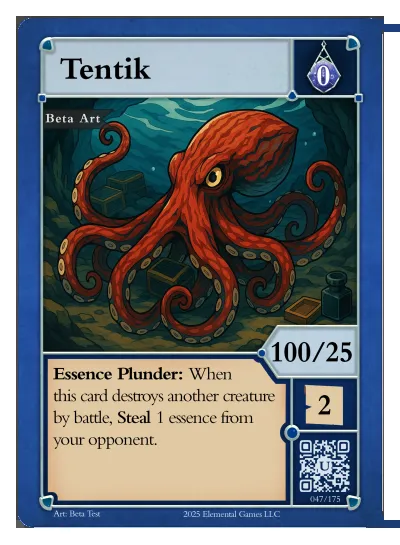 Tentik
0
Beta Art
100/25
Essence Plunder: When
this card destroys another creature
by battle, Steal 1 essence from
your opponent.
2
U
047/175
Art: Beta Test
2025 Elemental Games LLC